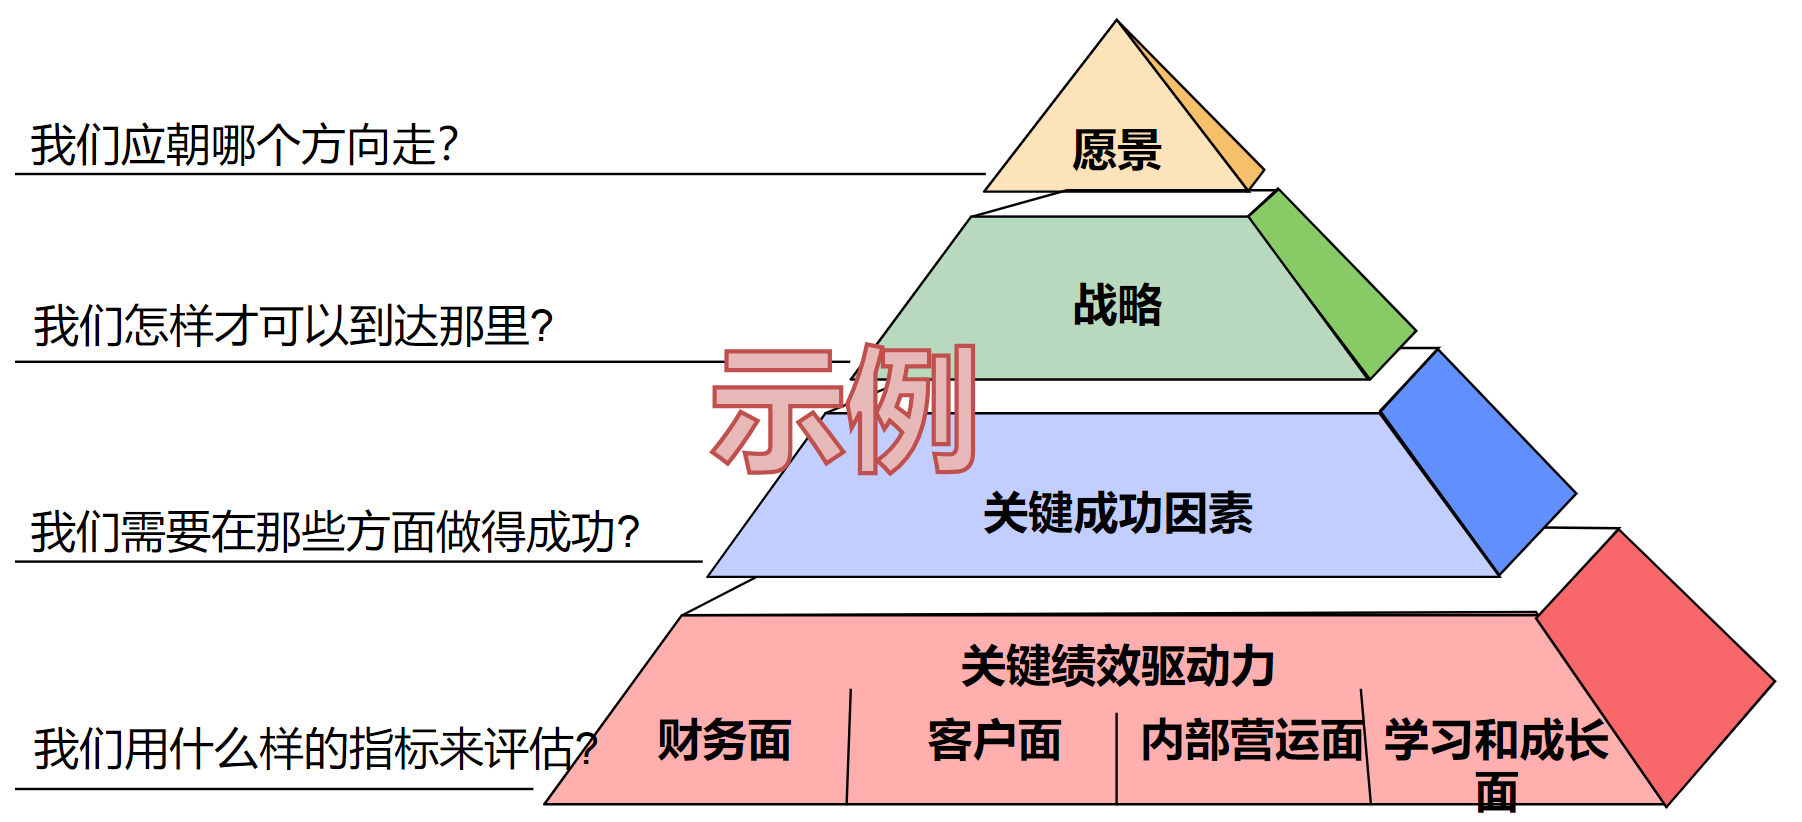 我们应朝哪个方向走?
愿景
我们怎样才可以到达那里?
战略
示例
我们需要在那些方面做得成功?
关键成功因素
关键绩效驱动力
我们用什么样的指标来评估?
财务面
客户面
内部营运面
学习和成长
面